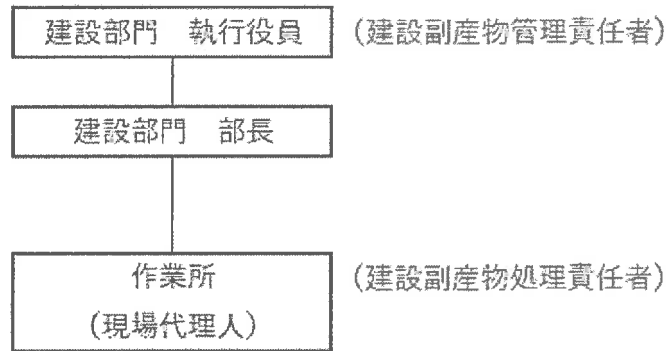 建設部門　執行役員　（建設副産物管理責任者）
建設部門　部長
作業所　（建設副産物処理責任者）
（現場代理人）